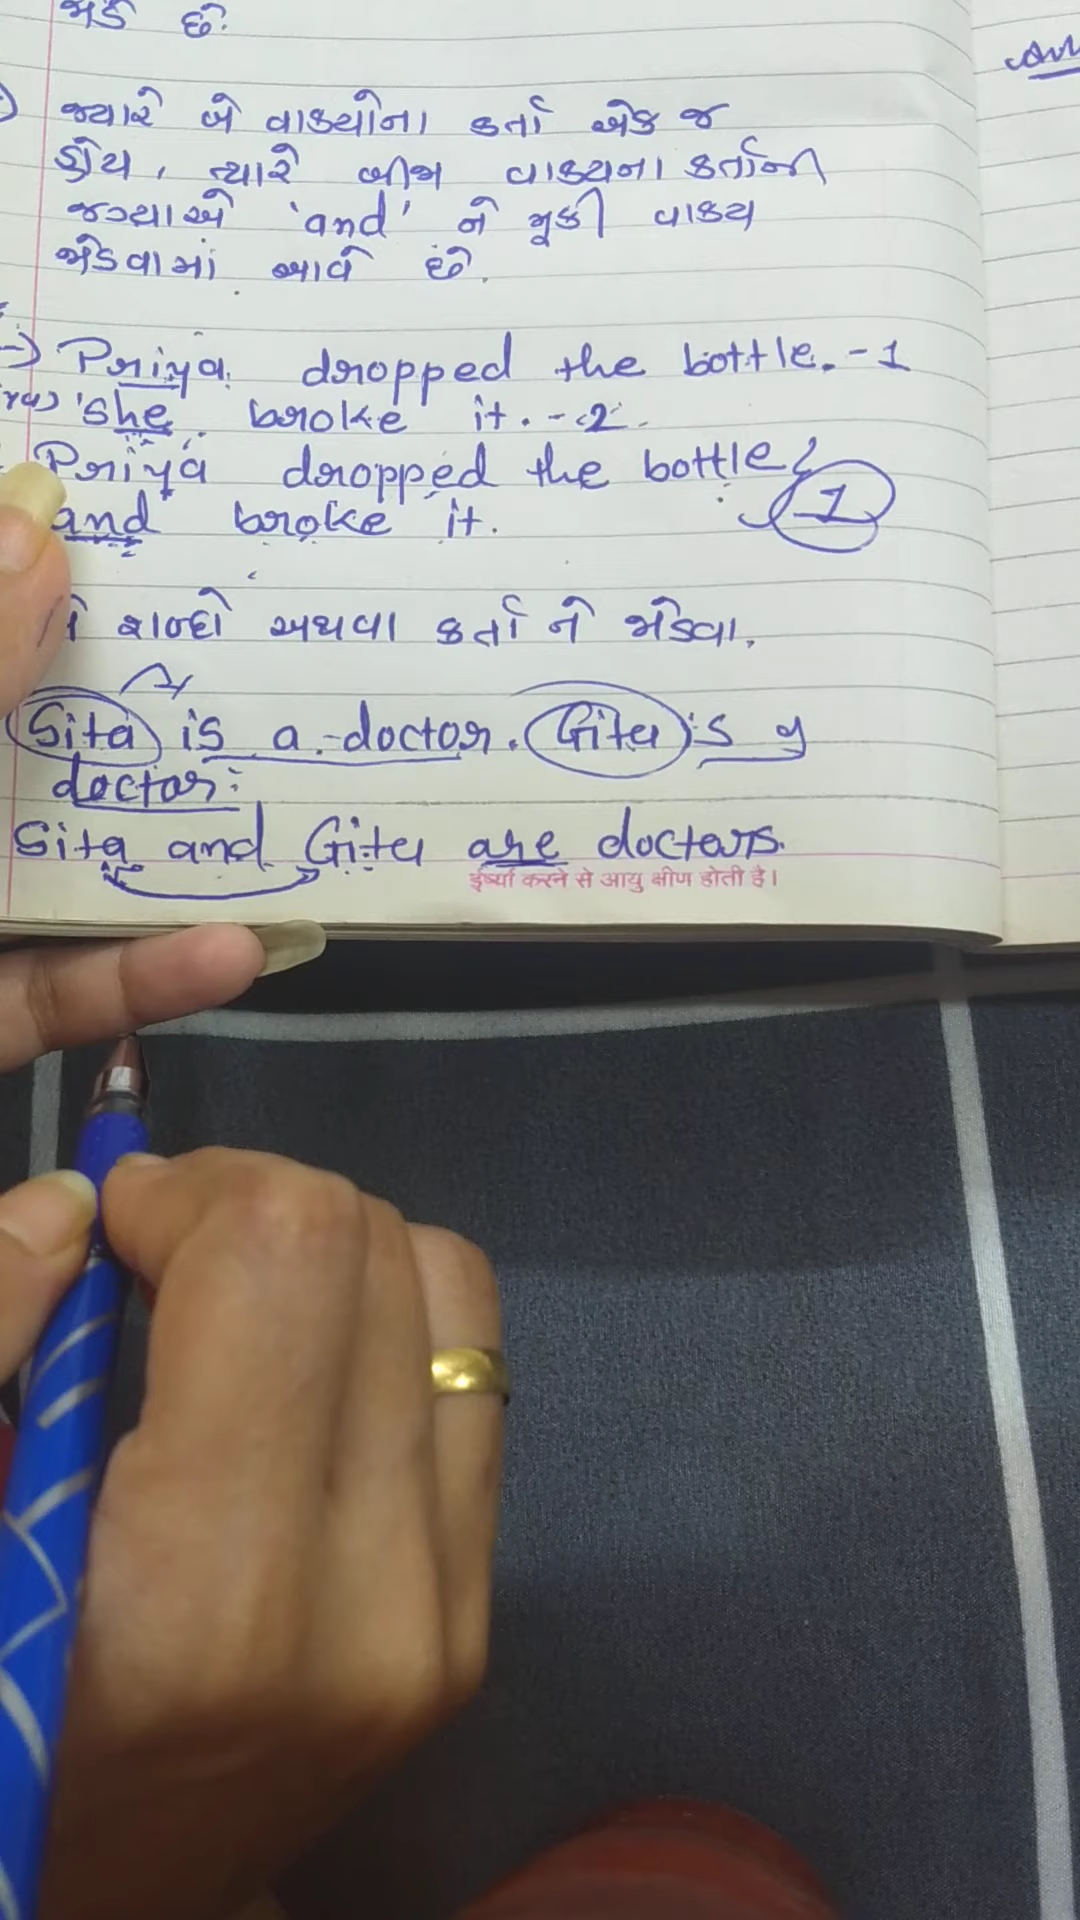 જોડે છે.
જ્યારે બે વાક્યોના કર્તા એક જ
હોય, ત્યારે બીજા વાક્યના કર્તાની
જગ્યાએ 'and' ને મૂકી વાક્ય
જોડવામાં આવે છે.
Priya dropped the bottle. - 1
she broke it. - 2.
Priya dropped the bottle
1
and broke it.
શબ્દો અથવા કર્તા ને જોડવા.
Sita is a doctor. Gita is a
doctor.
Sita and Gita are doctors.
ईर्ष्या करने से आयु क्षीण होती है।